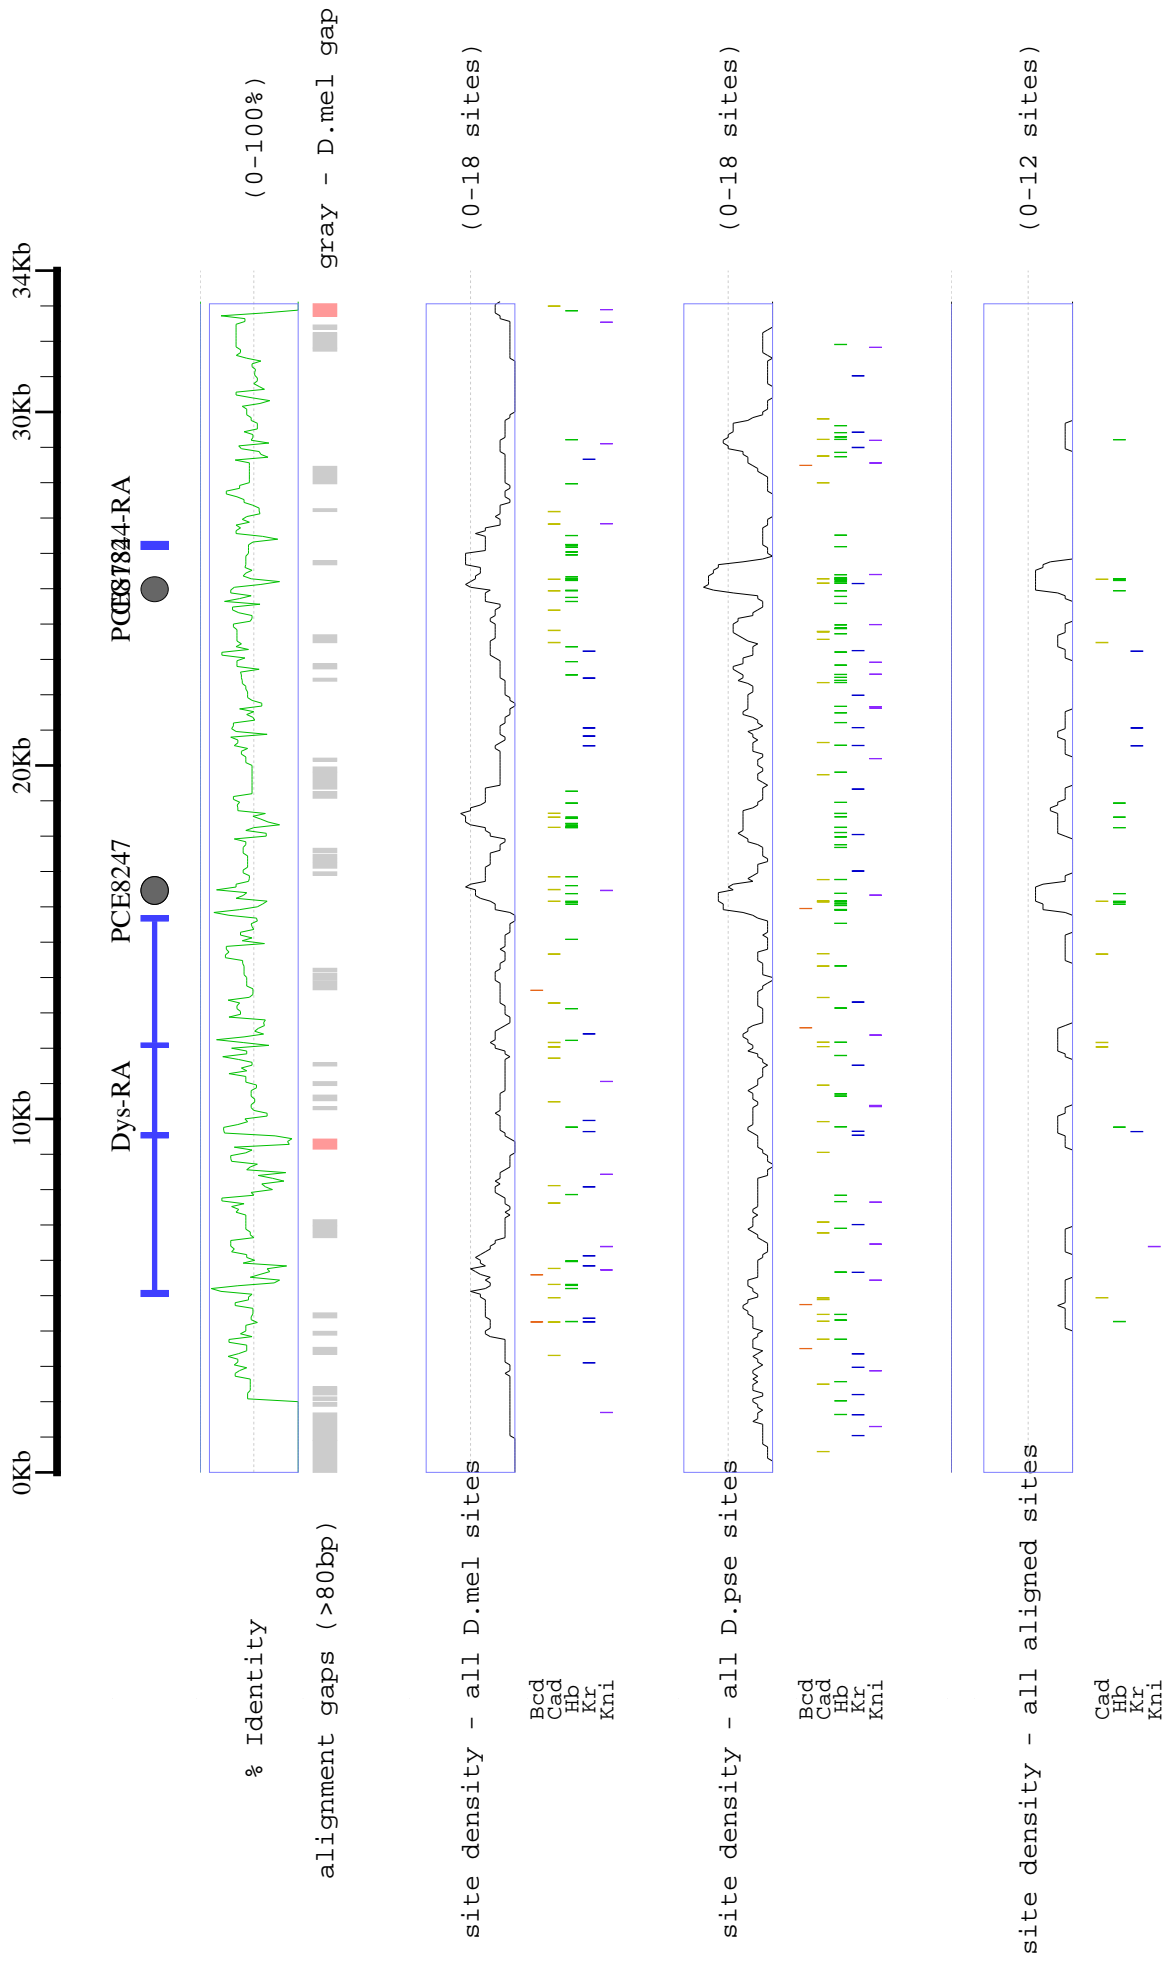 0Kb
10Kb
20Kb
30Kb
34Kb
Dys-RA
PCE8247
% Identity
(0-100%)
alignment gaps (>80bp)
gray - D.mel gap
site density - all D.mel sites
(0-18 sites)
Bcd
Cad
Hb
Kr
Kni
site density - all D.pse sites
(0-18 sites)
Bcd
Cad
Hb
Kr
Kni
site density - all aligned sites
(0-12 sites)
Cad
Hb
Kr
Kni